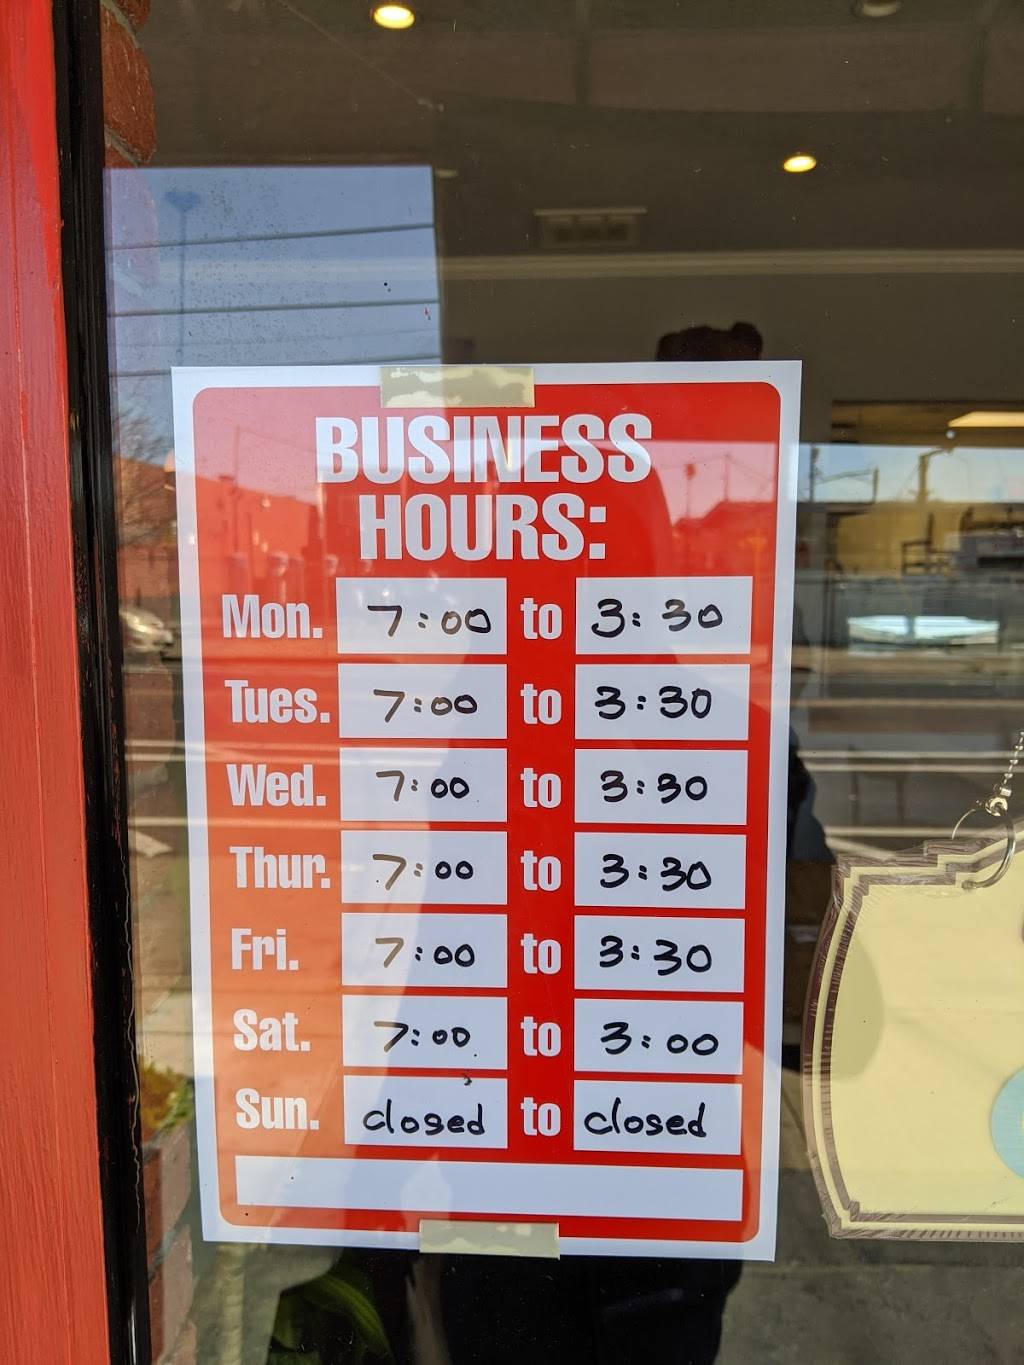 BUSINESS
HOURS:
Mon. 7:00 to 3:30
Tues. 7:00 to 3:30
Wed. 7:00 to 3:30
Thur. 7:00 to 3:30
Fri. 7:00 to 3:30
Sat. 7:00 to 3:00
Sun. closed to closed